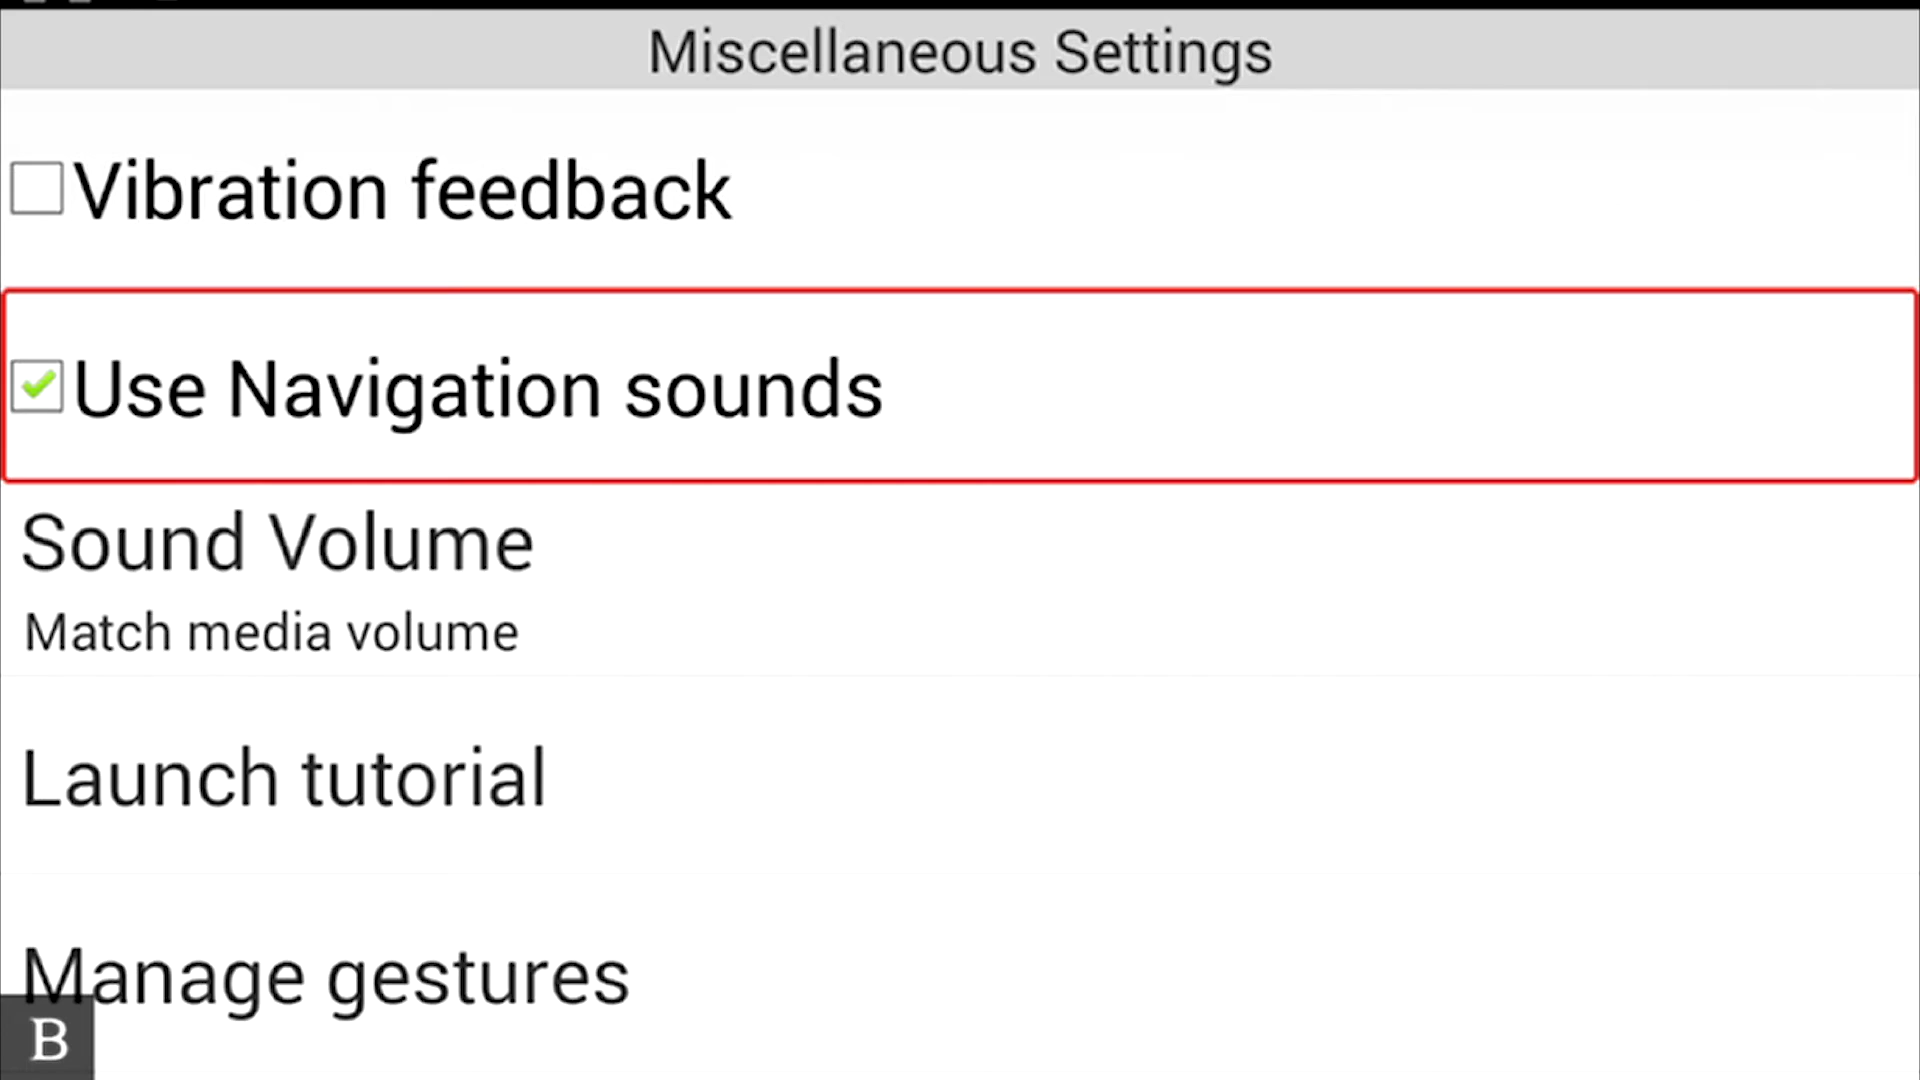 Miscellaneous Settings
Vibration feedback
Use Navigation sounds
Sound Volume
Match media volume
Launch tutorial
Manage gestures
B